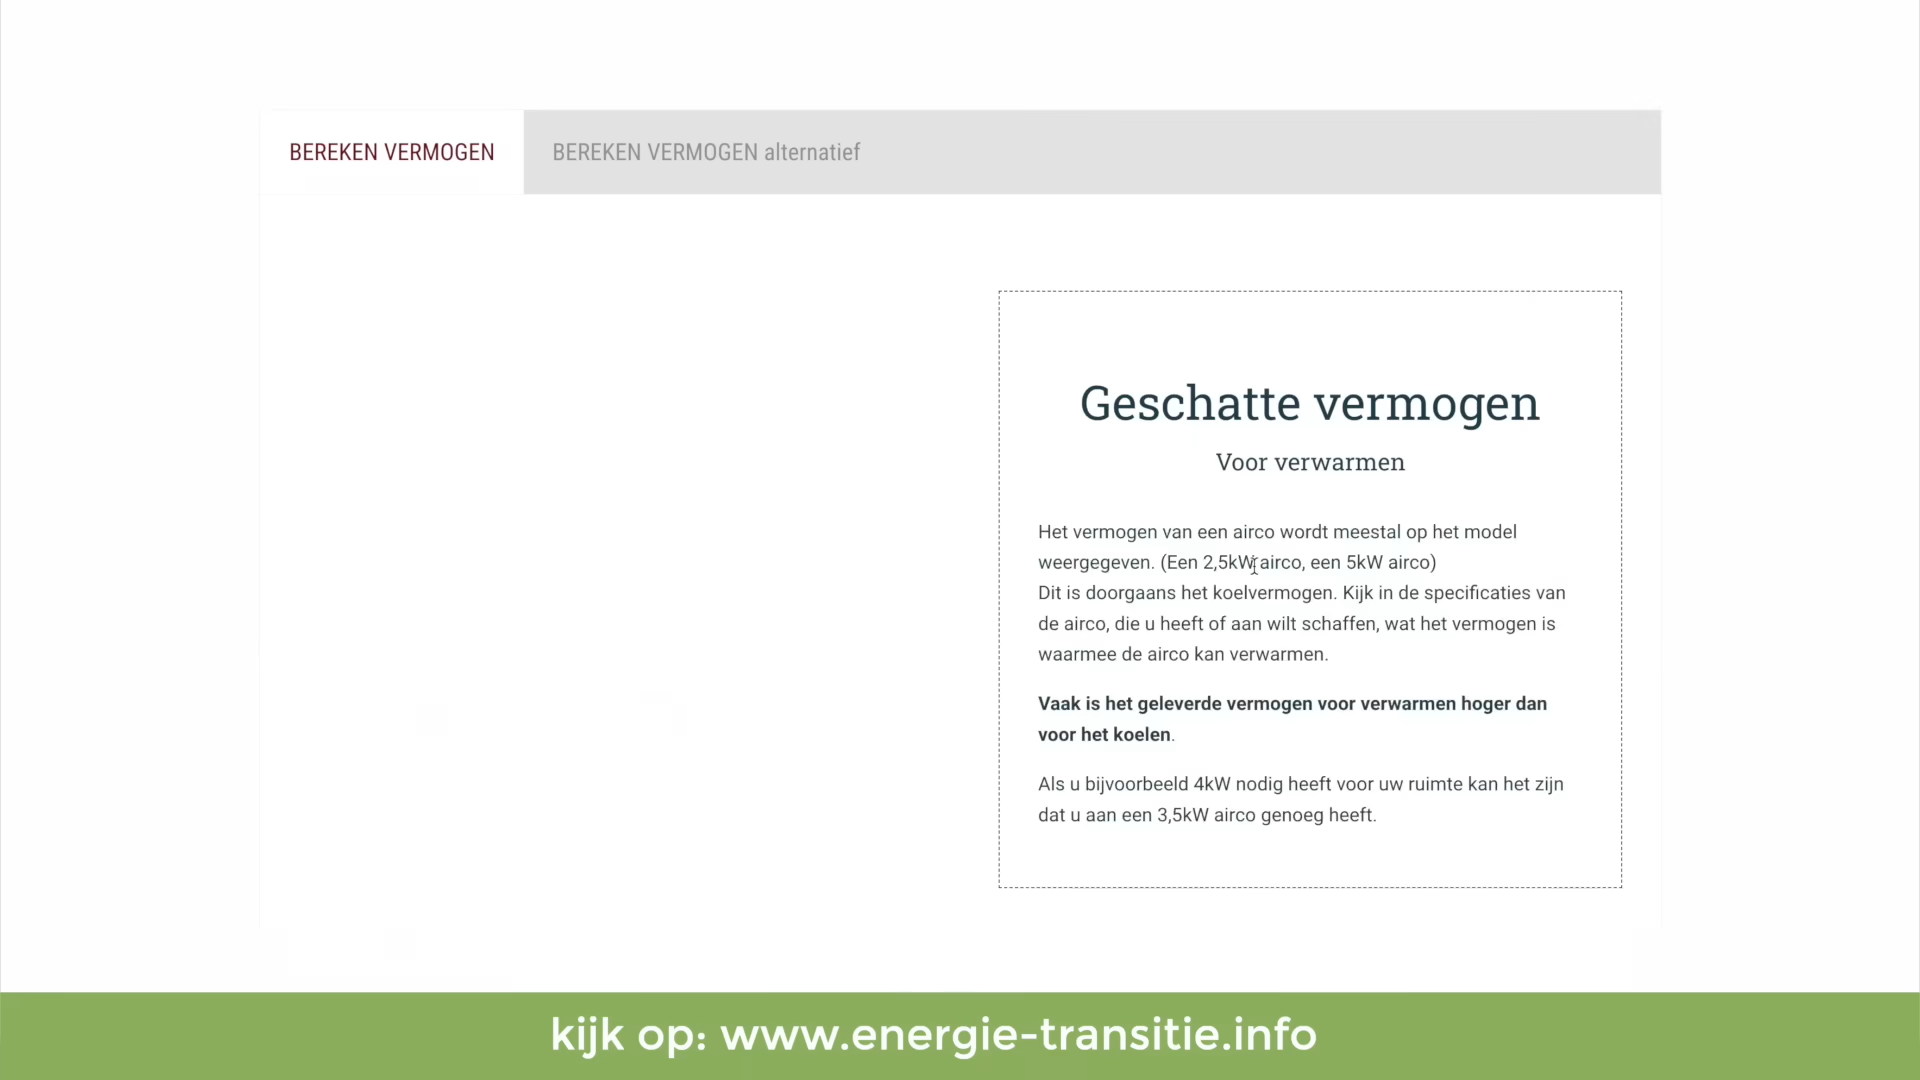 BEREKEN VERMOGEN
BEREKEN VERMOGEN alternatief
Geschatte vermogen
Voor verwarmen
Het vermogen van een airco wordt meestal op het model
weergegeven. (Een 2,5kW airco, een 5kW airco)
Dit is doorgaans het koelvermogen. Kijk in de specificaties van
de airco, die u heeft of aan wilt schaffen, wat het vermogen is
waarmee de airco kan verwarmen.
Vaak is het geleverde vermogen voor verwarmen hoger dan
voor het koelen.
Als u bijvoorbeeld 4kW nodig heeft voor uw ruimte kan het zijn
dat u aan een 3,5kW airco genoeg heeft.
kijk op: www.energie-transitie.info